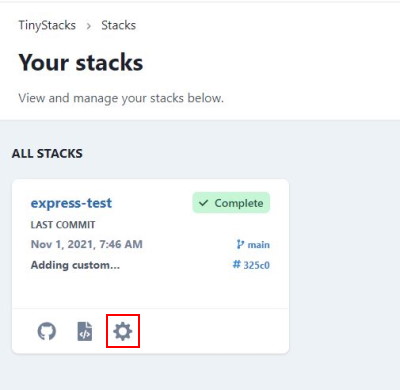 TinyStacks > Stacks
Your stacks
View and manage your stacks below.
ALL STACKS
express-test Complete
LAST COMMIT
Nov 1, 2021, 7:46 AM main
Adding custom... # 325c0